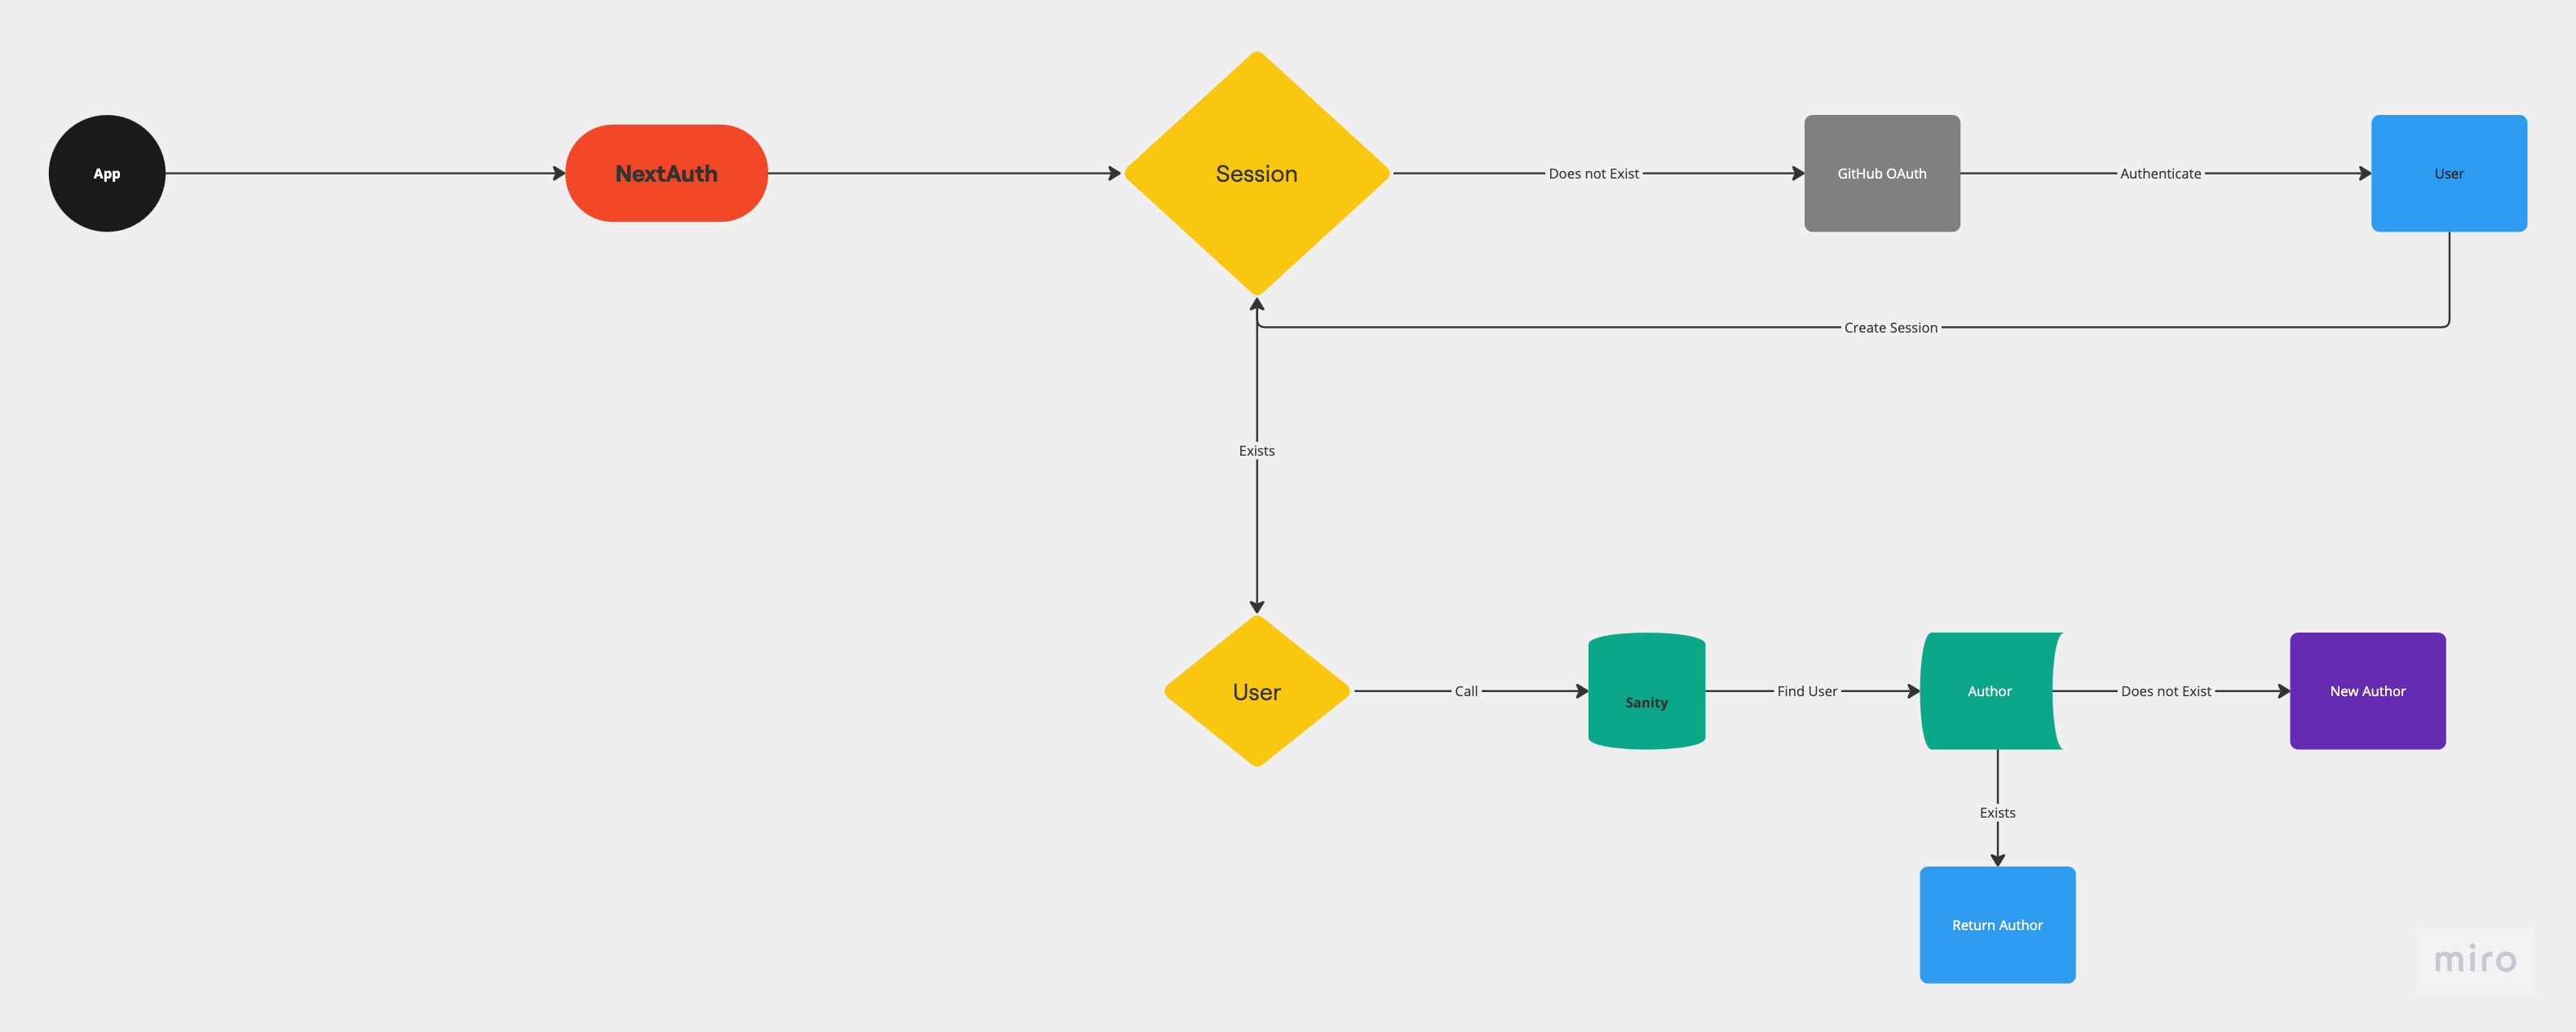 App
NextAuth
Session
Does not Exist
GitHub OAuth
Authenticate
User
Create Session
Exists
User
Call
Sanity
Find User
Author
Does not Exist
New Author
Exists
Return Author
miro